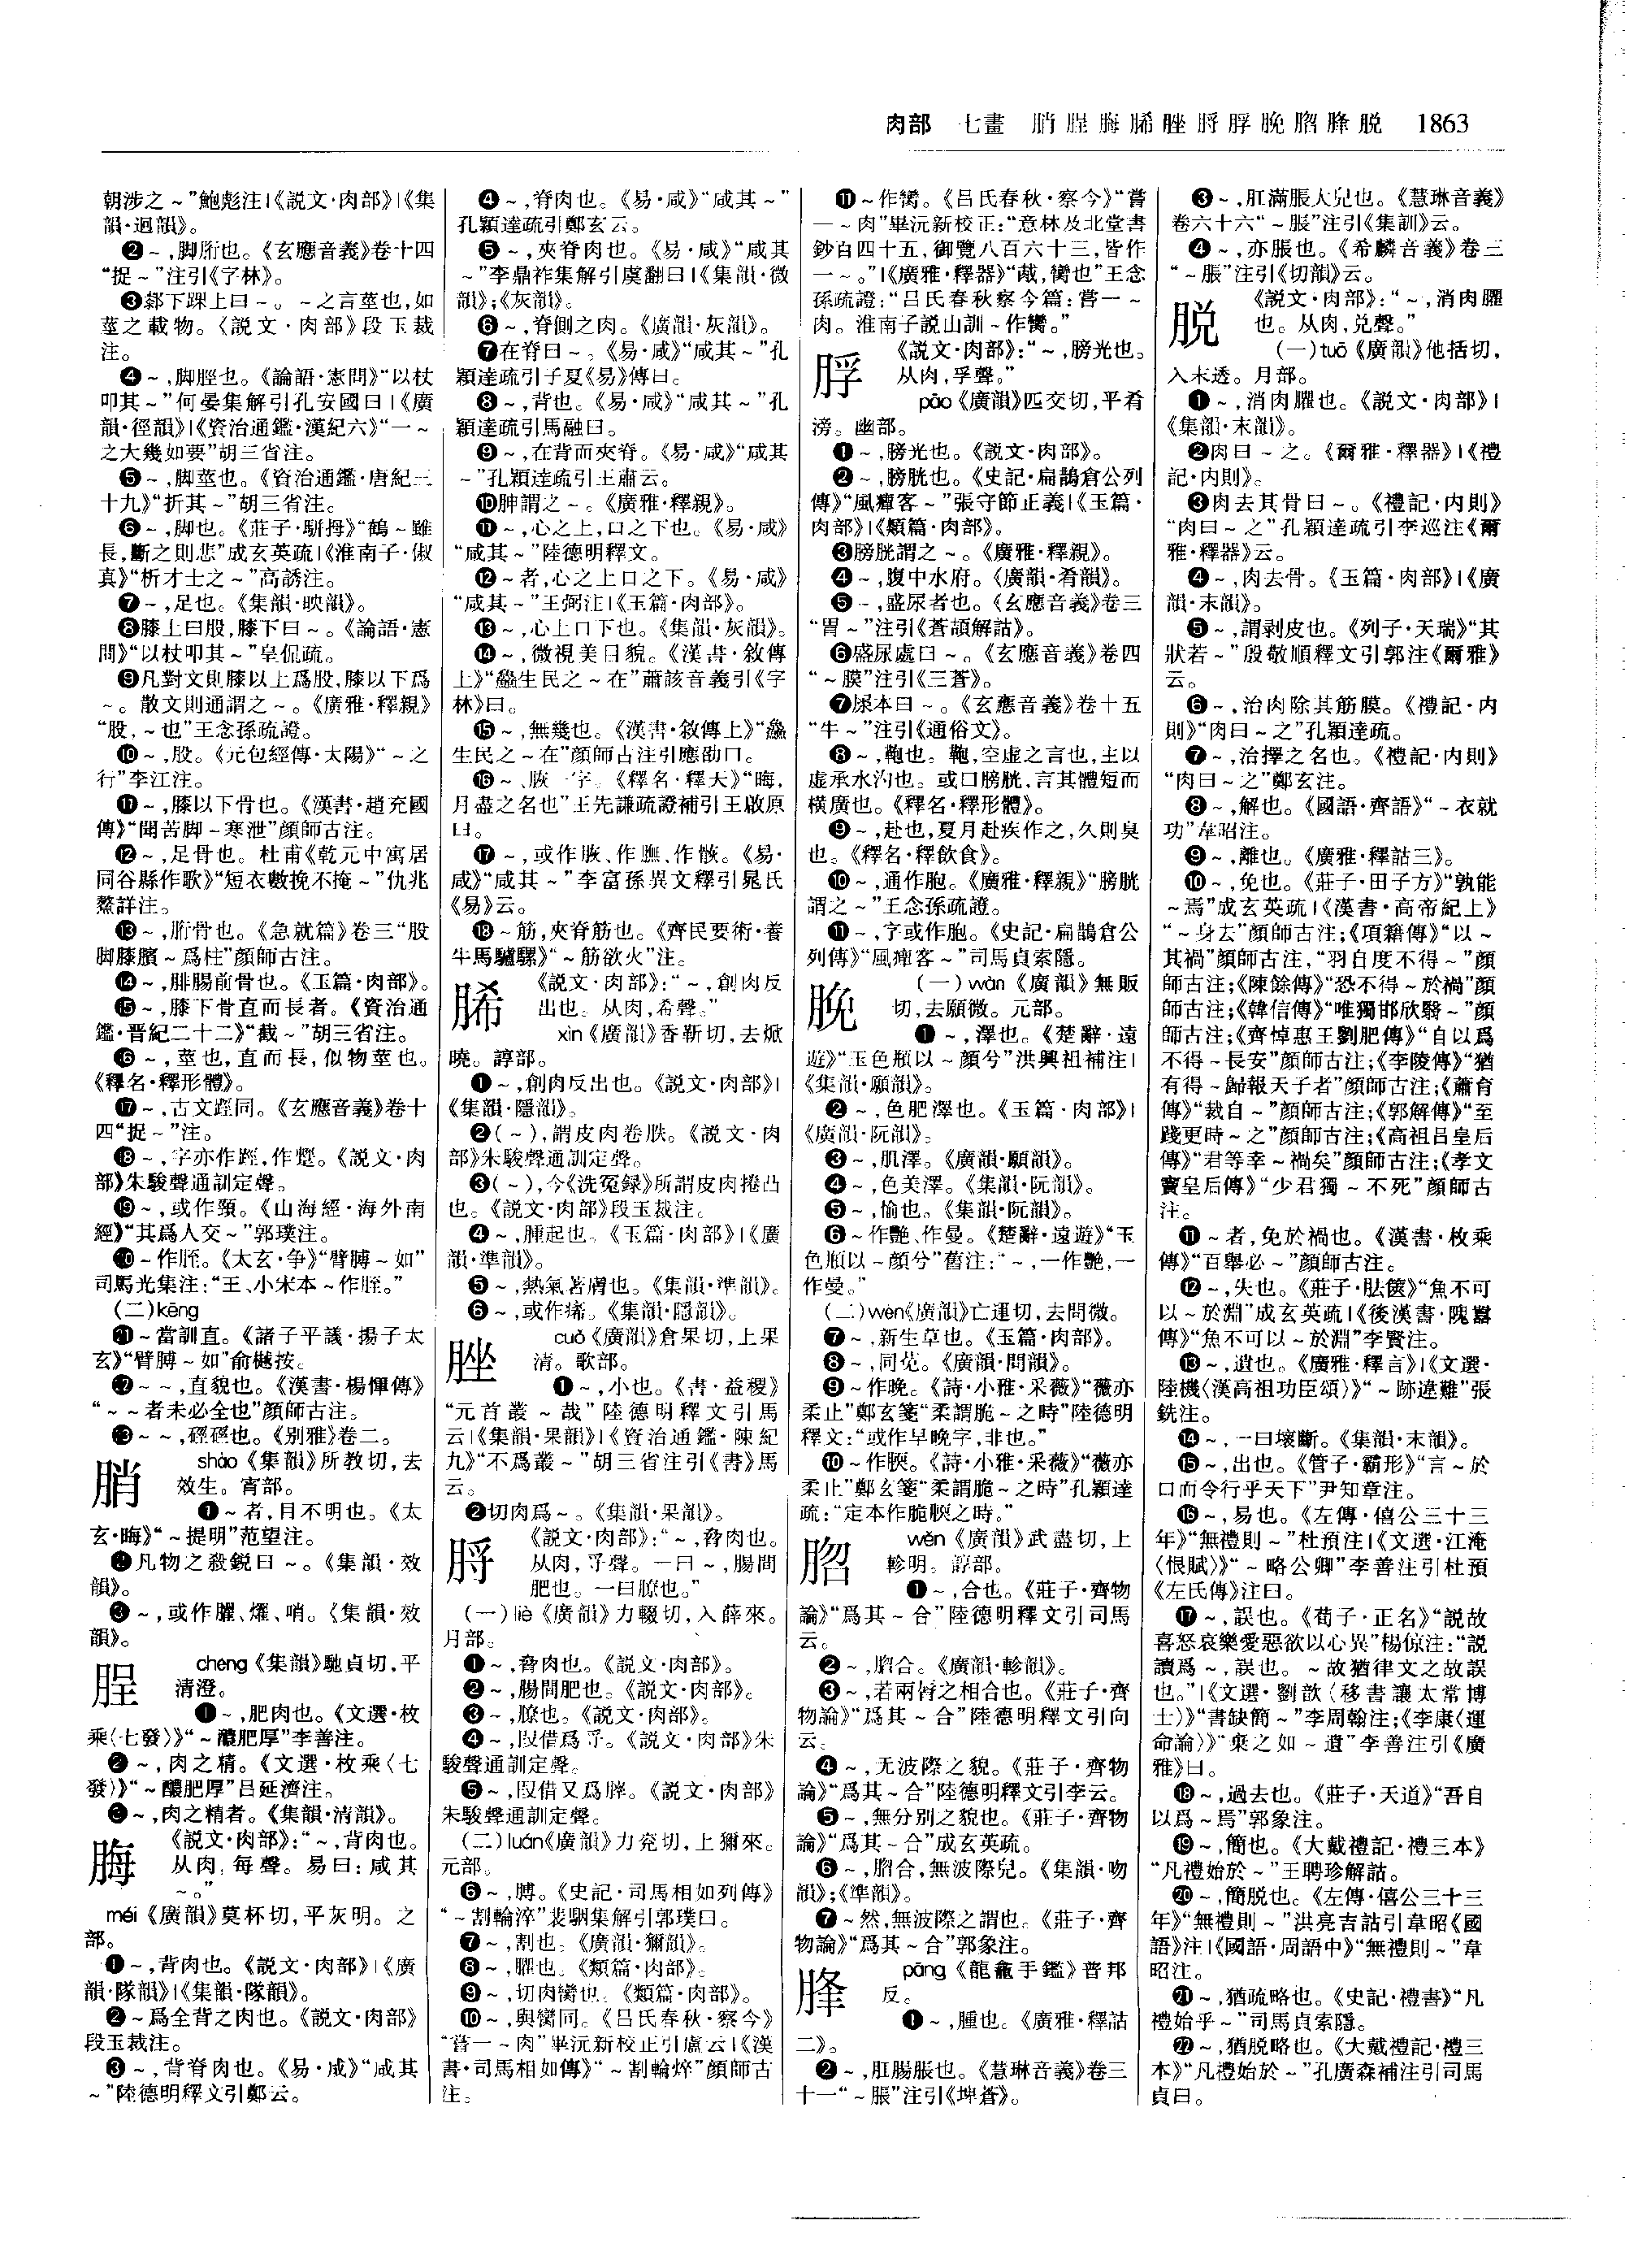 肉部　七畫　脜脭脢脪脞脟脬脕䐇胮脱　1863
朝涉之～”鮑彪注|《説文·肉部》|《集
韻·迥韻》。
❷～,脚胻也。《玄應音義》卷十四
“捉～”注引《字林》。
❸䣛下踝上曰～。～之言莖也,如
莖之載物。《説文·肉部》段玉裁
注。
❹～,脚脛也。《論語·憲問》“以杖
叩其～”何晏集解引孔安國曰|《廣
韻·徑韻》|《資治通鑑·漢紀六》“一～
之大幾如要”胡三省注。
❺～,脚莖也。《資治通鑑·唐紀三
十九》“折其～”胡三省注。
❻～,脚也。《莊子·駢拇》“鶴～雖
長,斷之則悲”成玄英疏|《淮南子·俶
真》“析才士之～”高誘注。
❼～,足也。《集韻·映韻》。
❽膝上曰股,膝下曰～。《論語·憲
問》“以杖叩其～”皇侃疏。
❾凡對文則膝以上爲股,膝以下爲
～。散文則通謂之～。《廣雅·釋親》
“股,～也”王念孫疏證。
❿～,股。《元包經傳·太陽》“～之
行”李江注。
⓫～,膝以下骨也。《漢書·趙充國
傳》“聞苦脚～寒泄”顔師古注。
⓬～,足骨也。杜甫《乾元中寓居
同谷縣作歌》“短衣數挽不掩～”仇兆
鰲詳注。
⓭～,胻骨也。《急就篇》卷三“股
脚膝臏～爲柱”顔師古注。
⓮～,腓腸前骨也。《玉篇·肉部》。
⓯～,膝下骨直而長者。《資治通
鑑·晉紀二十二》“截～”胡三省注。
⓰～,莖也,直而長,似物莖也。
《釋名·釋形體》。
⓱～,古文踁同。《玄應音義》卷十
四“捉～”注。
⓲～,字亦作踁,作𨄔。《説文·肉
部》朱駿聲通訓定聲。
⓳～,或作頸。《山海經·海外南
經》“其爲人交～”郭璞注。
⓴～作胵。《太玄·争》“臂膊～如”
司馬光集注:“王、小宋本～作胵。”
(二)kēng
㉑～當訓直。《諸子平議·揚子太
玄》“臂膊～如”俞樾按。
㉒～～,直貌也。《漢書·楊惲傳》
“～～者未必全也”顔師古注。
㉓～～,硜硜也。《别雅》卷二。
shào《集韻》所教切,去
效生。宵部。
❶～者,月不明也。《太
玄·晦》“～提明”范望注。
❷凡物之殺鋭曰～。《集韻·效
韻》。
❸～,或作臞、燿、哨。《集韻·效
韻》。
脭
chéng《集韻》馳貞切,平
清澄。
❶～,肥肉也。《文選·枚
乘〈七發〉》“～醲肥厚”李善注。
❷～,肉之精。《文選·枚乘〈七
發〉》“～醲肥厚”吕延濟注。
❸～,肉之精者。《集韻·清韻》。
脢
《説文·肉部》:“～,背肉也。
从肉,每聲。易曰:咸其
～。”
méi《廣韻》莫杯切,平灰明。之
部。
❶～,背肉也。《説文·肉部》|《廣
韻·隊韻》|《集韻·隊韻》。
❷～爲全背之肉也。《説文·肉部》
段玉裁注。
❸～,背脊肉也。《易·咸》“咸其
～”陸德明釋文引鄭云。
❹～,脊肉也。《易·咸》“咸其～”
孔穎達疏引鄭玄云。
❺～,夾脊肉也。《易·咸》“咸其
～”李鼎祚集解引虞翻曰|《集韻·微
韻》;《灰韻》。
❻～,脊側之肉。《廣韻·灰韻》。
❼在脊曰～。《易·咸》“咸其～”孔
穎達疏引子夏《易》傳曰。
❽～,背也。《易·咸》“咸其～”孔
穎達疏引馬融曰。
❾～,在背而夾脊。《易·咸》“咸其
～”孔穎達疏引王肅云。
❿胂謂之～。《廣雅·釋親》。
⓫～,心之上,口之下也。《易·咸》
“咸其～”陸德明釋文。
⓬～者,心之上口之下。《易·咸》
“咸其～”王弼注|《玉篇·肉部》。
⓭～,心上口下也。《集韻·灰韻》。
⓮～,微視美目貌。《漢書·敘傳
上》“鱻生民之～在”蕭該音義引《字
林》曰。
⓯～,無幾也。《漢書·敘傳上》“鱻
生民之～在”顔師古注引應劭曰。
⓰～、脄一字。《釋名·釋天》“晦,
月盡之名也”王先謙疏證補引王啟原
曰。
⓱～,或作脄、作膴、作骸。《易·
咸》“咸其～”李富孫異文釋引晁氏
《易》云。
⓲～筋,夾脊筋也。《齊民要術·養
牛馬驢騾》“～筋欲火”注。
脪
《説文·肉部》:“～,創肉反
出也。从肉,希聲。”
xìn《廣韻》香靳切,去焮
曉。諄部。
❶～,創肉反出也。《説文·肉部》|
《集韻·隱韻》。
❷(～),謂皮肉卷胅。《説文·肉
部》朱駿聲通訓定聲。
❸(～),今《洗冤録》所謂皮肉捲凸
也。《説文·肉部》段玉裁注。
❹～,腫起也。《玉篇·肉部》|《廣
韻·準韻》。
❺～,熱氣著膚也。《集韻·準韻》。
❻～,或作痚。《集韻·隱韻》。
脞
cuǒ《廣韻》倉果切,上果
清。歌部。
❶～,小也。《書·益稷》
“元首叢～哉”陸德明釋文引馬
云|《集韻·果韻》|《資治通鑑·陳紀
九》“不爲叢～”胡三省注引《書》馬
云。
❷切肉爲～。《集韻·果韻》。
脟
《説文·肉部》:“～,脅肉也。
从肉,寽聲。一曰～,腸間
肥也。一曰膫也。”
(一)liè《廣韻》力輟切,入薛來。
月部。
❶～,脅肉也。《説文·肉部》。
❷～,腸間肥也。《説文·肉部》。
❸～,膫也。《説文·肉部》。
❹～,叚借爲寽。《説文·肉部》朱
駿聲通訓定聲。
❺～,叚借又爲脺。《説文·肉部》
朱駿聲通訓定聲。
(二)luán《廣韻》力兖切,上獮來。
元部。
❻～,膊。《史記·司馬相如列傳》
“～割輪淬”裴駰集解引郭璞曰。
❼～,割也。《廣韻·獮韻》。
❽～,臞也。《類篇·肉部》。
❾～,切肉臠也。《類篇·肉部》。
❿～,與臠同。《吕氏春秋·察今》
“嘗一～肉”畢沅新校正引盧云|《漢
書·司馬相如傳》“～割輪焠”顔師古
注。
⓫～作臠。《吕氏春秋·察今》“嘗
一～肉”畢沅新校正:“意林及北堂書
鈔百四十五,御覽八百六十三,皆作
一～。”|《廣雅·釋器》“胾,臠也”王念
孫疏證:“吕氏春秋察今篇:嘗一～
肉。淮南子説山訓～作臠。”
脬
《説文·肉部》:“～,膀光也。
从肉,孚聲。”
pāo《廣韻》匹交切,平肴
滂。幽部。
❶～,膀光也。《説文·肉部》。
❷～,膀胱也。《史記·扁鵲倉公列
傳》“風癉客～”張守節正義|《玉篇·
肉部》|《類篇·肉部》。
❸膀胱謂之～。《廣雅·釋親》。
❹～,腹中水府。《廣韻·肴韻》。
❺～,盛尿者也。《玄應音義》卷三
“胃～”注引《蒼頡解詁》。
❻盛尿處曰～。《玄應音義》卷四
“～膜”注引《三蒼》。
❼尿本曰～。《玄應音義》卷十五
“牛～”注引《通俗文》。
❽～,鞄也。鞄,空虚之言也,主以
虚承水汋也。或曰膀胱,言其體短而
横廣也。《釋名·釋形體》。
❾～,赴也,夏月赴疾作之,久則臭
也。《釋名·釋飲食》。
❿～,通作胞。《廣雅·釋親》“膀胱
謂之～”王念孫疏證。
⓫～,字或作胞。《史記·扁鵲倉公
列傳》“風癉客～”司馬貞索隱。
脕
(一)wàn《廣韻》無販
切,去願微。元部。
❶～,澤也。《楚辭·遠
遊》“玉色頩以～顔兮”洪興祖補注|
《集韻·願韻》。
❷～,色肥澤也。《玉篇·肉部》|
《廣韻·阮韻》。
❸～,肌澤。《廣韻·願韻》。
❹～,色美澤。《集韻·阮韻》。
❺～,愉也。《集韻·阮韻》。
❻～作艶、作曼。《楚辭·遠遊》“玉
色頩以～顔兮”舊注:“～,一作艶,一
作曼。”
(二)wèn《廣韻》亡運切,去問微。
❼～,新生草也。《玉篇·肉部》。
❽～,同莬。《廣韻·問韻》。
❾～作晚。《詩·小雅·采薇》“薇亦
柔止”鄭玄箋“柔謂脆～之時”陸德明
釋文:“或作早晚字,非也。”
❿～作腝。《詩·小雅·采薇》“薇亦
柔止”鄭玄箋“柔謂脆～之時”孔穎達
疏:“定本作脆腝之時。”
wěn《廣韻》武盡切,上
軫明。諄部。
❶～,合也。《莊子·齊物
論》“爲其～合”陸德明釋文引司馬
云。
❷～,脗合。《廣韻·軫韻》。
❸～,若兩脣之相合也。《莊子·齊
物論》“爲其～合”陸德明釋文引向
云。
❹～,无波際之貌。《莊子·齊物
論》“爲其～合”陸德明釋文引李云。
❺～,無分别之貌也。《莊子·齊物
論》“爲其～合”成玄英疏。
❻～,脗合,無波際皃。《集韻·吻
韻》;《準韻》。
❼～然,無波際之謂也。《莊子·齊
物論》“爲其～合”郭象注。
胮
pāng《龍龕手鑑》普邦
反。
❶～,腫也。《廣雅·釋詁
二》。
❷～,肛腸脹也。《慧琳音義》卷三
十一“～脹”注引《埤蒼》。
❸～,肛滿脹大皃也。《慧琳音義》
卷六十六“～脹”注引《集訓》云。
❹～,亦脹也。《希麟音義》卷三
“～脹”注引《切韻》云。
脱
《説文·肉部》:“～,消肉臞
也。从肉,兑聲。”
(一)tuō《廣韻》他括切,
入末透。月部。
❶～,消肉臞也。《説文·肉部》|
《集韻·末韻》。
❷肉曰～之。《爾雅·釋器》|《禮
記·内則》。
❸肉去其骨曰～。《禮記·内則》
“肉曰～之”孔穎達疏引李巡注《爾
雅·釋器》云。
❹～,肉去骨。《玉篇·肉部》|《廣
韻·末韻》。
❺～,謂剥皮也。《列子·天瑞》“其
狀若～”殷敬順釋文引郭注《爾雅》
云。
❻～,治肉除其筋膜。《禮記·内
則》“肉曰～之”孔穎達疏。
❼～,治擇之名也。《禮記·内則》
“肉曰～之”鄭玄注。
❽～,解也。《國語·齊語》“～衣就
功”韋昭注。
❾～,離也。《廣雅·釋詁三》。
❿～,免也。《莊子·田子方》“孰能
～焉”成玄英疏|《漢書·高帝紀上》
“～身去”顔師古注;《項籍傳》“以～
其禍”顔師古注,“羽自度不得～”顔
師古注;《陳餘傳》“恐不得～於禍”顔
師古注;《韓信傳》“唯獨邯欣翳～”顔
師古注;《齊悼惠王劉肥傳》“自以爲
不得～長安”顔師古注;《李陵傳》“猶
有得～歸報天子者”顔師古注;《蕭育
傳》“裁自～”顔師古注;《郭解傳》“至
踐更時～之”顔師古注;《高祖吕皇后
傳》“君等幸～禍矣”顔師古注;《孝文
竇皇后傳》“少君獨～不死”顔師古
注。
⓫～者,免於禍也。《漢書·枚乘
傳》“百舉必～”顔師古注。
⓬～,失也。《莊子·胠篋》“魚不可
以～於淵”成玄英疏|《後漢書·隗囂
傳》“魚不可以～於淵”李賢注。
⓭～,遺也。《廣雅·釋言》|《文選·
陸機〈漢高祖功臣頌〉》“～跡違難”張
銑注。
⓮～,一曰壞斷。《集韻·末韻》。
⓯～,出也。《管子·霸形》“言～於
口而令行乎天下”尹知章注。
⓰～,易也。《左傳·僖公三十三
年》“無禮則～”杜預注|《文選·江淹
〈恨賦〉》“～略公卿”李善注引杜預
《左氏傳》注曰。
⓱～,誤也。《荀子·正名》“説故
喜怒哀樂愛惡欲以心異”楊倞注:“説
讀爲～,誤也。～故猶律文之故誤
也。”|《文選·劉歆〈移書讓太常博
士〉》“書缺簡～”李周翰注;《李康〈運
命論〉》“棄之如～遺”李善注引《廣
雅》曰。
⓲～,過去也。《莊子·天道》“吾自
以爲～焉”郭象注。
⓳～,簡也。《大戴禮記·禮三本》
“凡禮始於～”王聘珍解詁。
⓴～,簡脱也。《左傳·僖公三十三
年》“無禮則～”洪亮吉詁引韋昭《國
語》注|《國語·周語中》“無禮則～”韋
昭注。
㉑～,猶疏略也。《史記·禮書》“凡
禮始乎～”司馬貞索隱。
㉒～,猶脱略也。《大戴禮記·禮三
本》“凡禮始於～”孔廣森補注引司馬
貞曰。